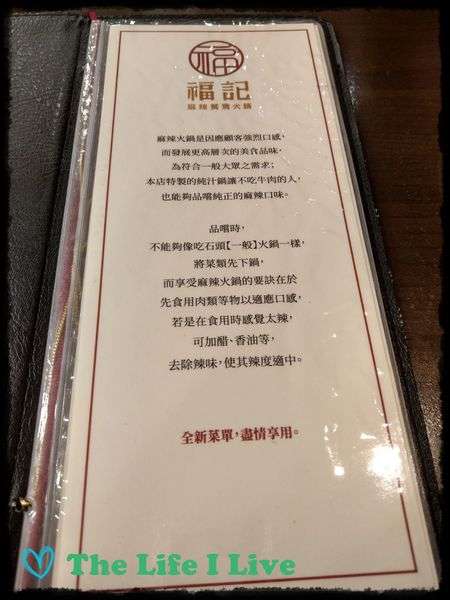 福
福記
麻辣鴛鴦火鍋
麻辣火鍋是因應顧客強烈口感，
而發展更高層次的美食品味，
為符合一般大眾之需求；
本店特製的純汁鍋讓不吃牛肉的人，
也能夠品嚐純正的麻辣口味。
品嚐時，
不能夠像吃石頭【一般】火鍋一樣，
將菜類先下鍋，
而享受麻辣火鍋的要訣在於
先食用肉類等物以適應口感，
若是在食用時感覺太辣，
可加醋、香油等，
去除辣味，使其辣度適中。
全新菜單，盡情享用。
The Life I Live